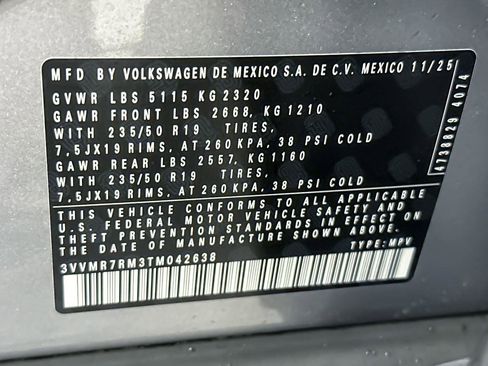 MFD BY VOLKSWAGEN DE MEXICO S.A. DE C.V. MEXICO 11/25
GVWR LBS 5115 KG 2320
GAWR FRONT LBS 2668, KG 1210
WITH 235/50 R19 TIRES,
7,5JX19 RIMS, AT 260 KPA, 38 PSI COLD
GAWR REAR LBS 2557, KG 1160
WITH 235/50 R19 TIRES,
7,5JX19 RIMS, AT 260 KPA, 38 PSI COLD
THIS VEHICLE CONFORMS TO ALL APPLICABLE
U.S. FEDERAL MOTOR VEHICLE SAFETY AND
THEFT PREVENTION STANDARDS IN EFFECT ON
THE DATE OF MANUFACTURE SHOWN ABOVE.
TYPE: MPV
3VVMR7RM3TM042638
4738829 4074